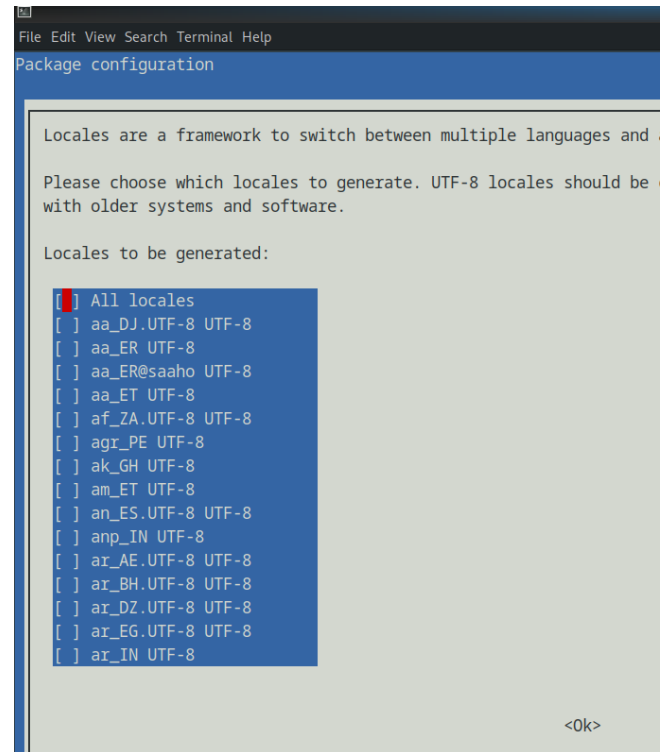 File Edit View Search Terminal Help
Package configuration
Locales are a framework to switch between multiple languages and
Please choose which locales to generate. UTF-8 locales should be
with older systems and software.
Locales to be generated:
[ ] All locales
[ ] aa_DJ.UTF-8 UTF-8
[ ] aa_ER UTF-8
[ ] aa_ER@saaho UTF-8
[ ] aa_ET UTF-8
[ ] af_ZA.UTF-8 UTF-8
[ ] agr_PE UTF-8
[ ] ak_GH UTF-8
[ ] am_ET UTF-8
[ ] an_ES.UTF-8 UTF-8
[ ] anp_IN UTF-8
[ ] ar_AE.UTF-8 UTF-8
[ ] ar_BH.UTF-8 UTF-8
[ ] ar_DZ.UTF-8 UTF-8
[ ] ar_EG.UTF-8 UTF-8
[ ] ar_IN UTF-8
<Ok>